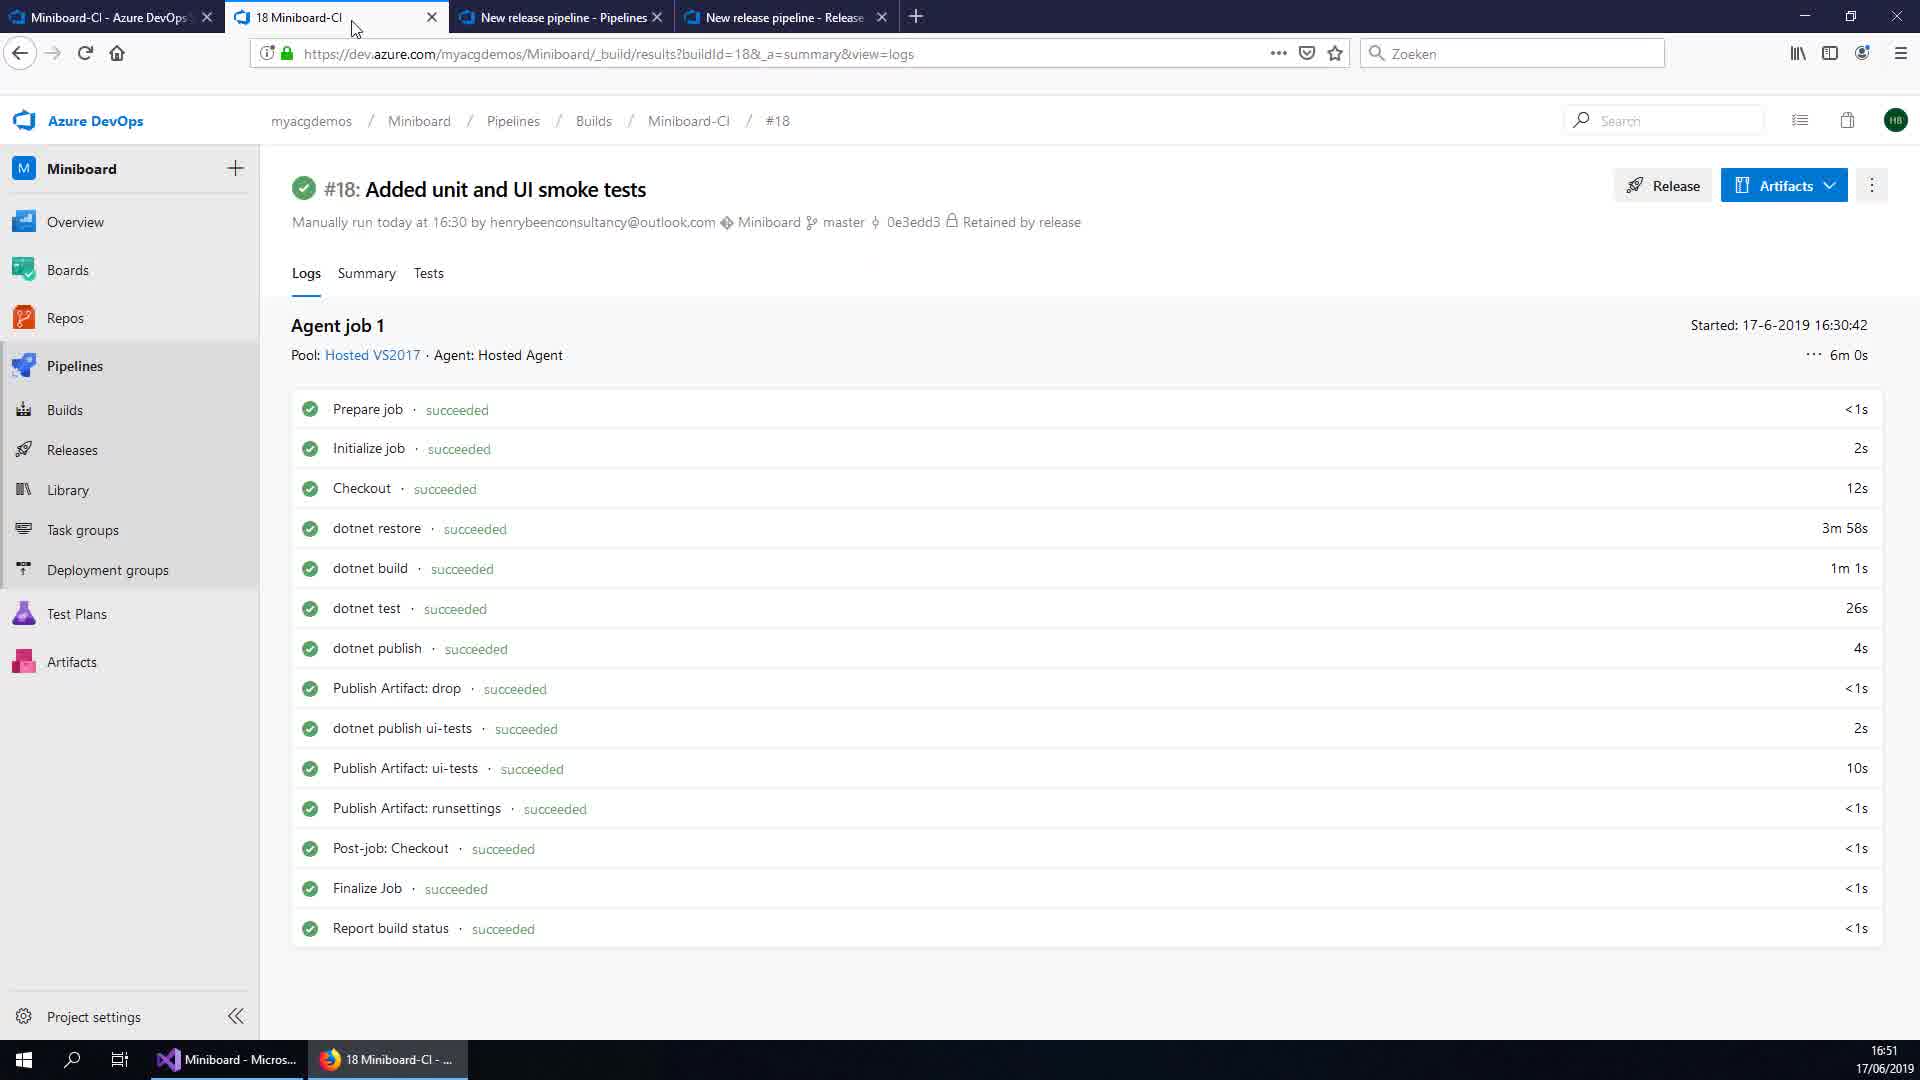 Miniboard-CI - Azure DevOps
18 Miniboard-CI
New release pipeline - Pipelines
New release pipeline - Release
https://dev.azure.com/myacgdemos/Miniboard/_build/results?buildId=18&_a=summary&view=logs
Zoeken
Azure DevOps
myacgdemos / Miniboard / Pipelines / Builds / Miniboard-CI / #18
Search
HB
M Miniboard
Overview
Boards
Repos
Pipelines
Builds
Releases
Library
Task groups
Deployment groups
Test Plans
Artifacts
Project settings
#18: Added unit and UI smoke tests
Release
Artifacts
Manually run today at 16:30 by henrybeenconsultancy@outlook.com Miniboard master 0e3edd3 Retained by release
Logs Summary Tests
Agent job 1
Started: 17-6-2019 16:30:42
Pool: Hosted VS2017 · Agent: Hosted Agent
··· 6m 0s
Prepare job · succeeded <1s
Initialize job · succeeded 2s
Checkout · succeeded 12s
dotnet restore · succeeded 3m 58s
dotnet build · succeeded 1m 1s
dotnet test · succeeded 26s
dotnet publish · succeeded 4s
Publish Artifact: drop · succeeded <1s
dotnet publish ui-tests · succeeded 2s
Publish Artifact: ui-tests · succeeded 10s
Publish Artifact: runsettings · succeeded <1s
Post-job: Checkout · succeeded <1s
Finalize Job · succeeded <1s
Report build status · succeeded <1s
Miniboard - Micros...
18 Miniboard-CI - ...
16:51
17/06/2019